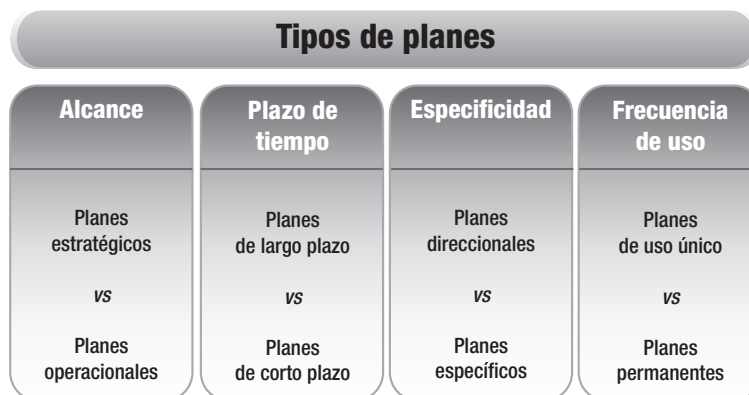 Tipos de planes
Alcance
Planes
estratégicos
vs
Planes
operacionales
Plazo de
tiempo
Planes
de largo plazo
vs
Planes
de corto plazo
Especificidad
Planes
direccionales
vs
Planes
específicos
Frecuencia
de uso
Planes
de uso único
vs
Planes
permanentes